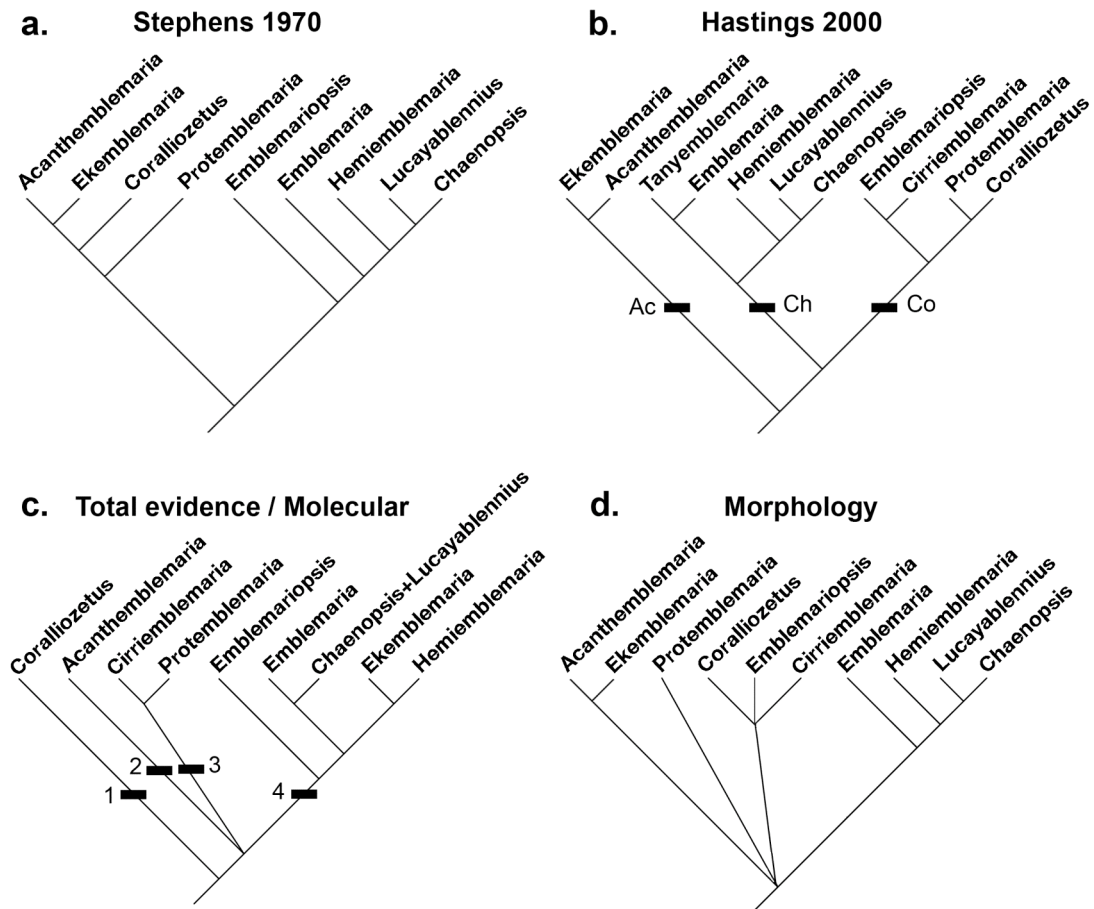 a. Stephens 1970
Acanthemblemaria
Ekemblemaria
Coralliozetus
Protemblemaria
Emblemariopsis
Emblemaria
Hemiemblemaria
Lucayablennius
Chaenopsis
b. Hastings 2000
Ekemblemaria
Acanthemblemaria
Tanyemblemaria
Emblemaria
Hemiemblemaria
Lucayablennius
Chaenopsis
Emblemariopsis
Cirriemblemaria
Protemblemaria
Coralliozetus
Ac
Ch
Co
c. Total evidence / Molecular
Coralliozetus
Acanthemblemaria
Cirriemblemaria
Protemblemaria
Emblemariopsis
Emblemaria
Chaenopsis+Lucayablennius
Ekemblemaria
Hemiemblemaria
1
2
3
4
d. Morphology
Acanthemblemaria
Ekemblemaria
Protemblemaria
Coralliozetus
Emblemariopsis
Cirriemblemaria
Emblemaria
Hemiemblemaria
Lucayablennius
Chaenopsis